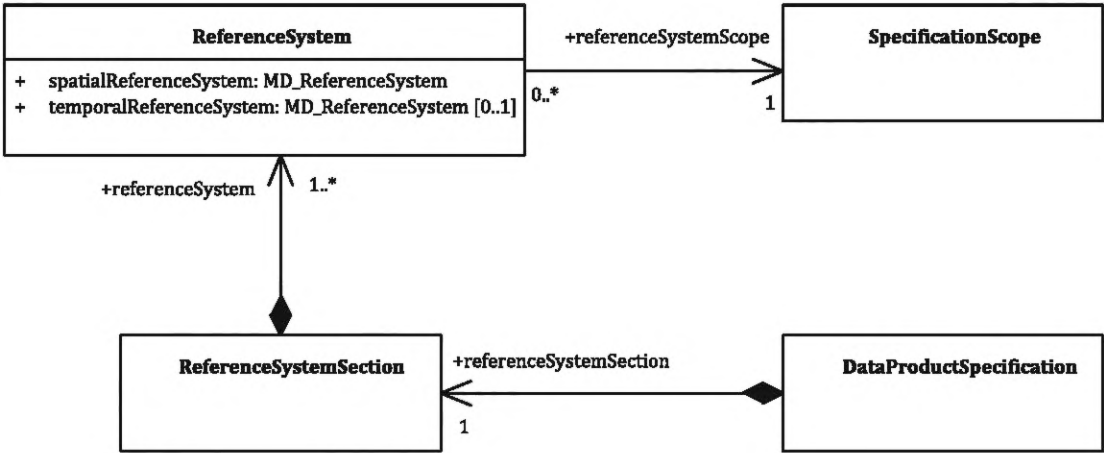 ReferenceSystem
+ spatialReferenceSystem: MD_ReferenceSystem
+ temporalReferenceSystem: MD_ReferenceSystem [0..1]
+referenceSystemScope
0..*
1
SpecificationScope
+referenceSystem
1..*
ReferenceSystemSection
+referenceSystemSection
1
DataProductSpecification